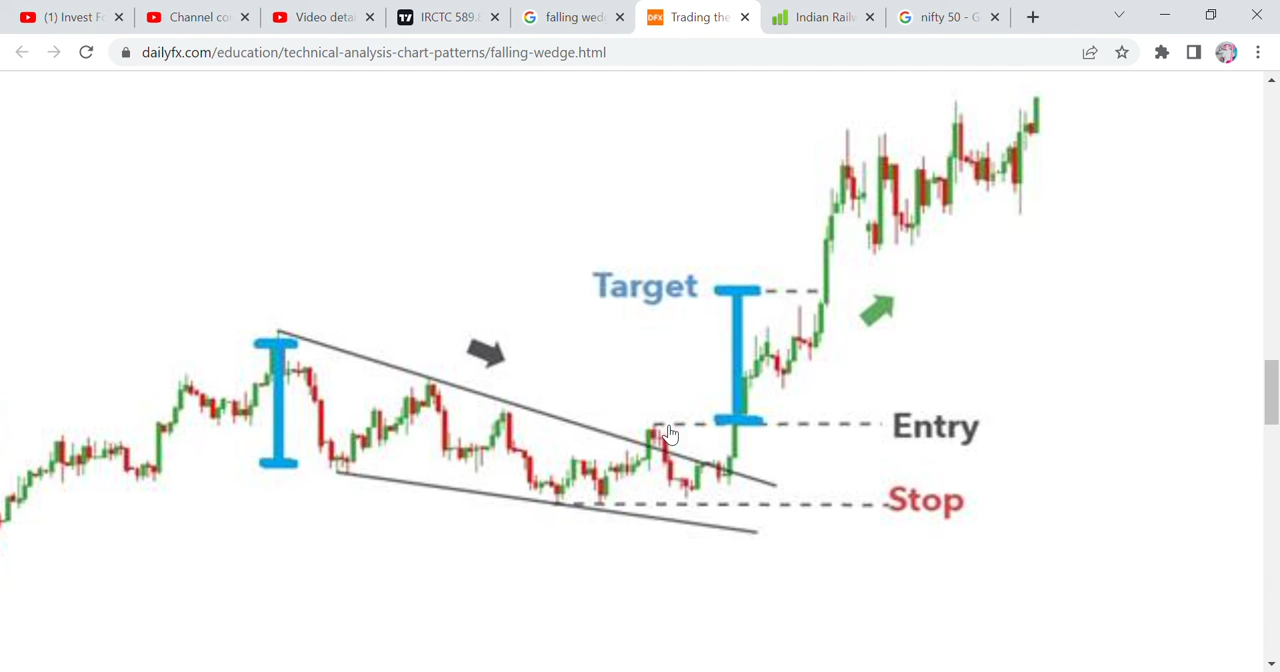 (1) Invest Fo
Channel co
Video deta
IRCTC 589.
falling wed
Trading the
Indian Rail
nifty 50 - G
dailyfx.com/education/technical-analysis-chart-patterns/falling-wedge.html
Target
Entry
Stop